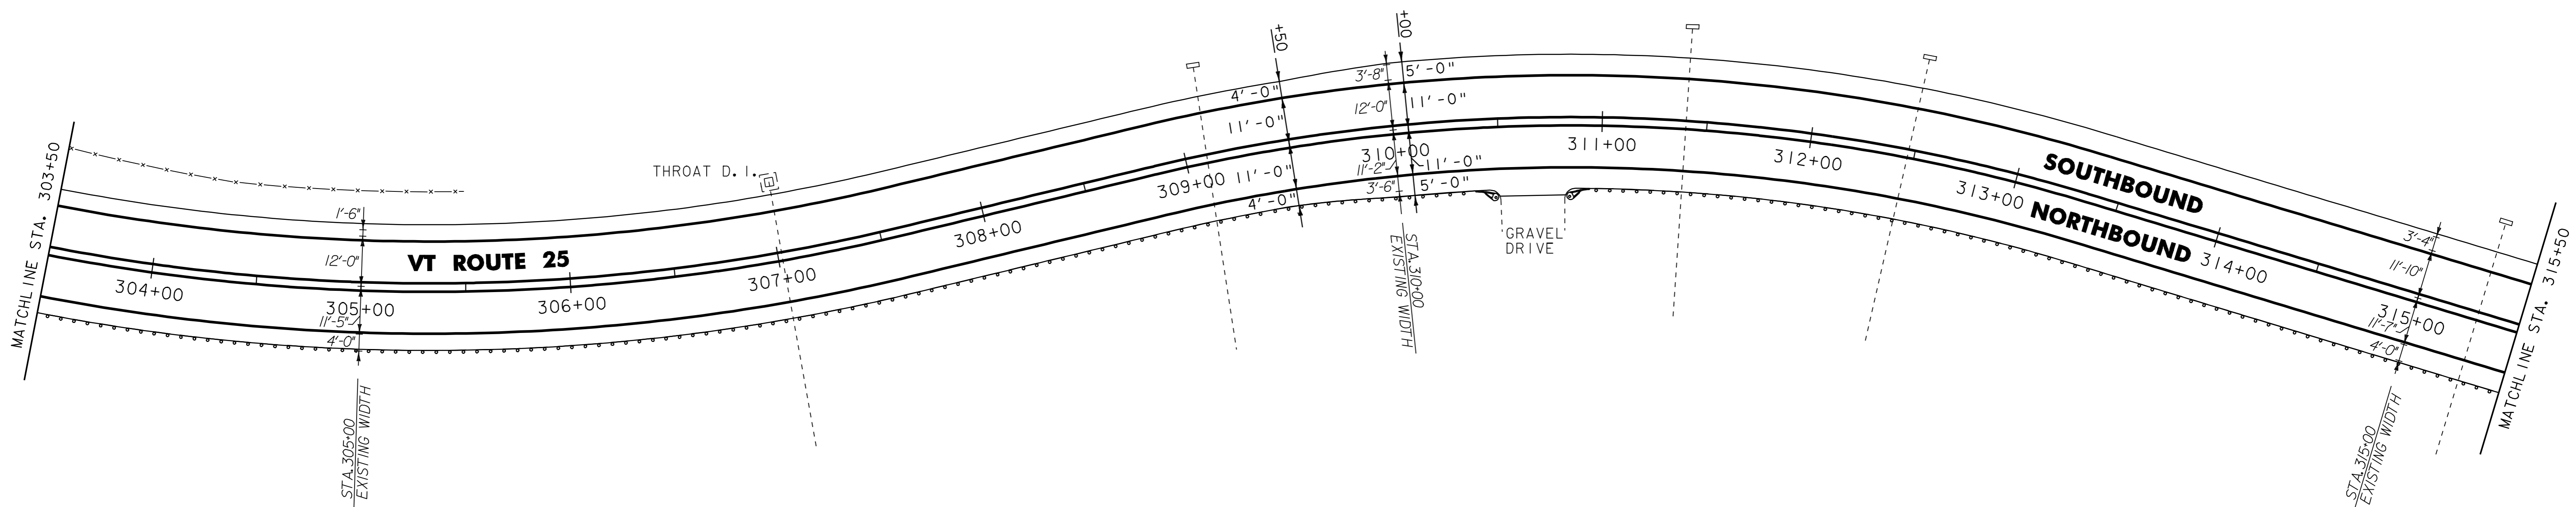 MATCHLINE STA. 303+50
1'-6"
12'-0"
11'-5"
4'-0"
STA.305+00
EXISTING WIDTH
304+00
305+00
306+00
307+00
308+00
309+00
310+00
311+00
312+00
313+00
314+00
315+00
VT ROUTE 25
THROAT D.I.
+50
4'-0"
11'-0"
11'-0"
4'-0"
+00
3'-8"
12'-0"
11'-2"
3'-6"
5'-0"
11'-0"
11'-0"
5'-0"
STA.310+00
EXISTING WIDTH
GRAVEL
DRIVE
SOUTHBOUND
NORTHBOUND
3'-4"
11'-10"
11'-7"
4'-0"
STA.315+00
EXISTING WIDTH
MATCHLINE STA. 315+50